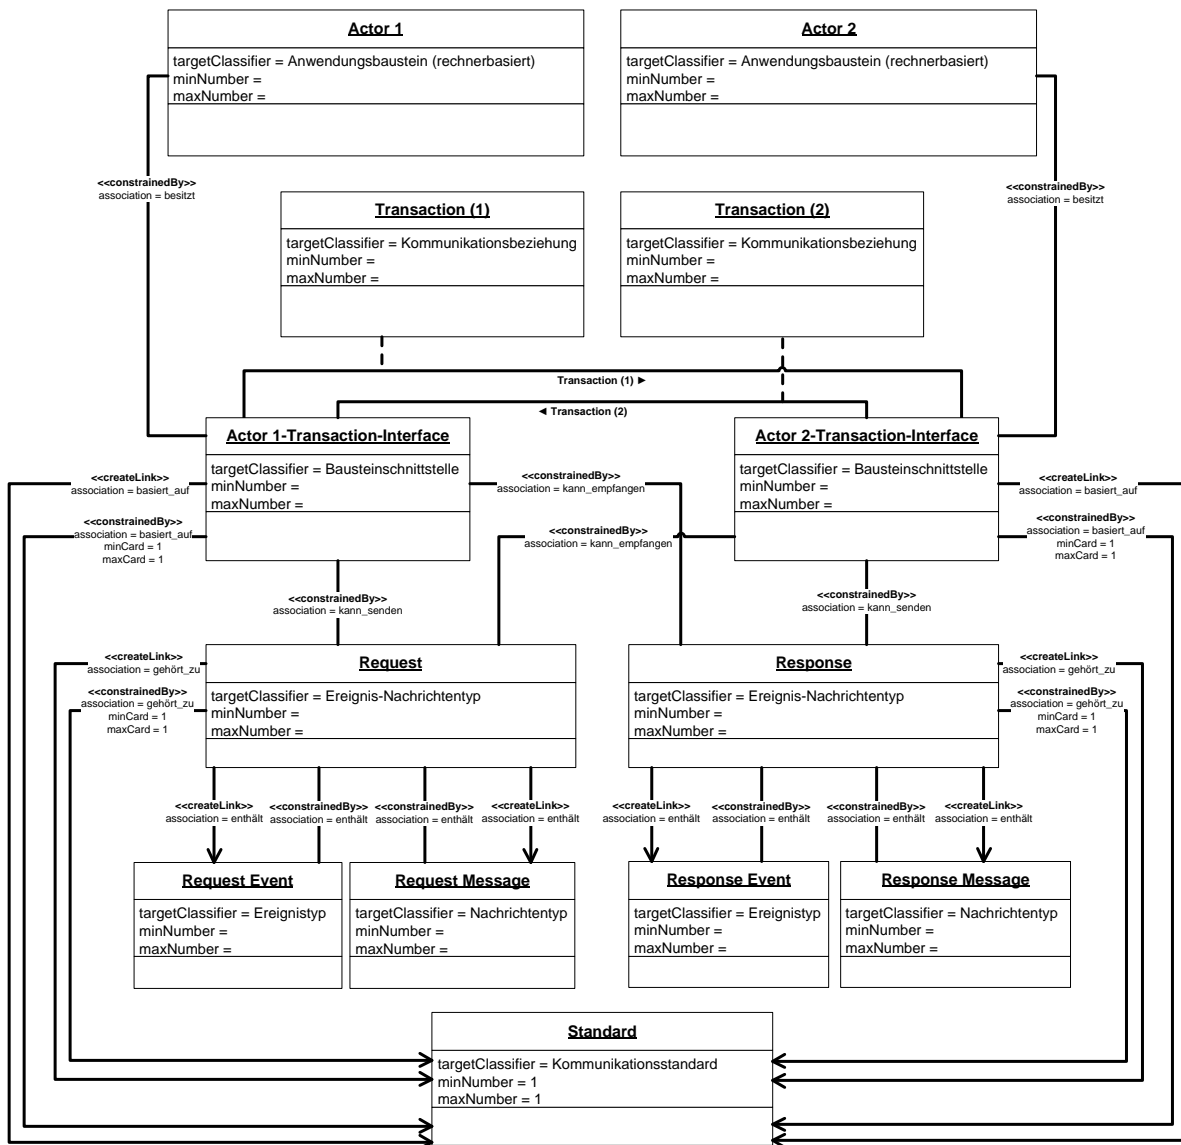 Actor 1
targetClassifier = Anwendungsbaustein (rechnerbasiert)
minNumber =
maxNumber =
Actor 2
targetClassifier = Anwendungsbaustein (rechnerbasiert)
minNumber =
maxNumber =
<<constrainedBy>>
association = besitzt
<<constrainedBy>>
association = besitzt
Transaction (1)
targetClassifier = Kommunikationsbeziehung
minNumber =
maxNumber =
Transaction (2)
targetClassifier = Kommunikationsbeziehung
minNumber =
maxNumber =
Transaction (1) ►
◄ Transaction (2)
Actor 1-Transaction-Interface
targetClassifier = Bausteinschnittstelle
minNumber =
maxNumber =
Actor 2-Transaction-Interface
targetClassifier = Bausteinschnittstelle
minNumber =
maxNumber =
<<createLink>>
association = basiert_auf
<<constrainedBy>>
association = basiert_auf
minCard = 1
maxCard = 1
<<constrainedBy>>
association = kann_empfangen
<<constrainedBy>>
association = kann_empfangen
<<createLink>>
association = basiert_auf
<<constrainedBy>>
association = basiert_auf
minCard = 1
maxCard = 1
<<constrainedBy>>
association = kann_senden
<<constrainedBy>>
association = kann_senden
<<createLink>>
association = gehört_zu
<<constrainedBy>>
association = gehört_zu
minCard = 1
maxCard = 1
Request
targetClassifier = Ereignis-Nachrichtentyp
minNumber =
maxNumber =
Response
targetClassifier = Ereignis-Nachrichtentyp
minNumber =
maxNumber =
<<createLink>>
association = gehört_zu
<<constrainedBy>>
association = gehört_zu
minCard = 1
maxCard = 1
<<createLink>>
association = enthält
<<constrainedBy>>
association = enthält
<<constrainedBy>>
association = enthält
<<createLink>>
association = enthält
<<createLink>>
association = enthält
<<constrainedBy>>
association = enthält
<<constrainedBy>>
association = enthält
<<createLink>>
association = enthält
Request Event
targetClassifier = Ereignistyp
minNumber =
maxNumber =
Request Message
targetClassifier = Nachrichtentyp
minNumber =
maxNumber =
Response Event
targetClassifier = Ereignistyp
minNumber =
maxNumber =
Response Message
targetClassifier = Nachrichtentyp
minNumber =
maxNumber =
Standard
targetClassifier = Kommunikationsstandard
minNumber = 1
maxNumber = 1